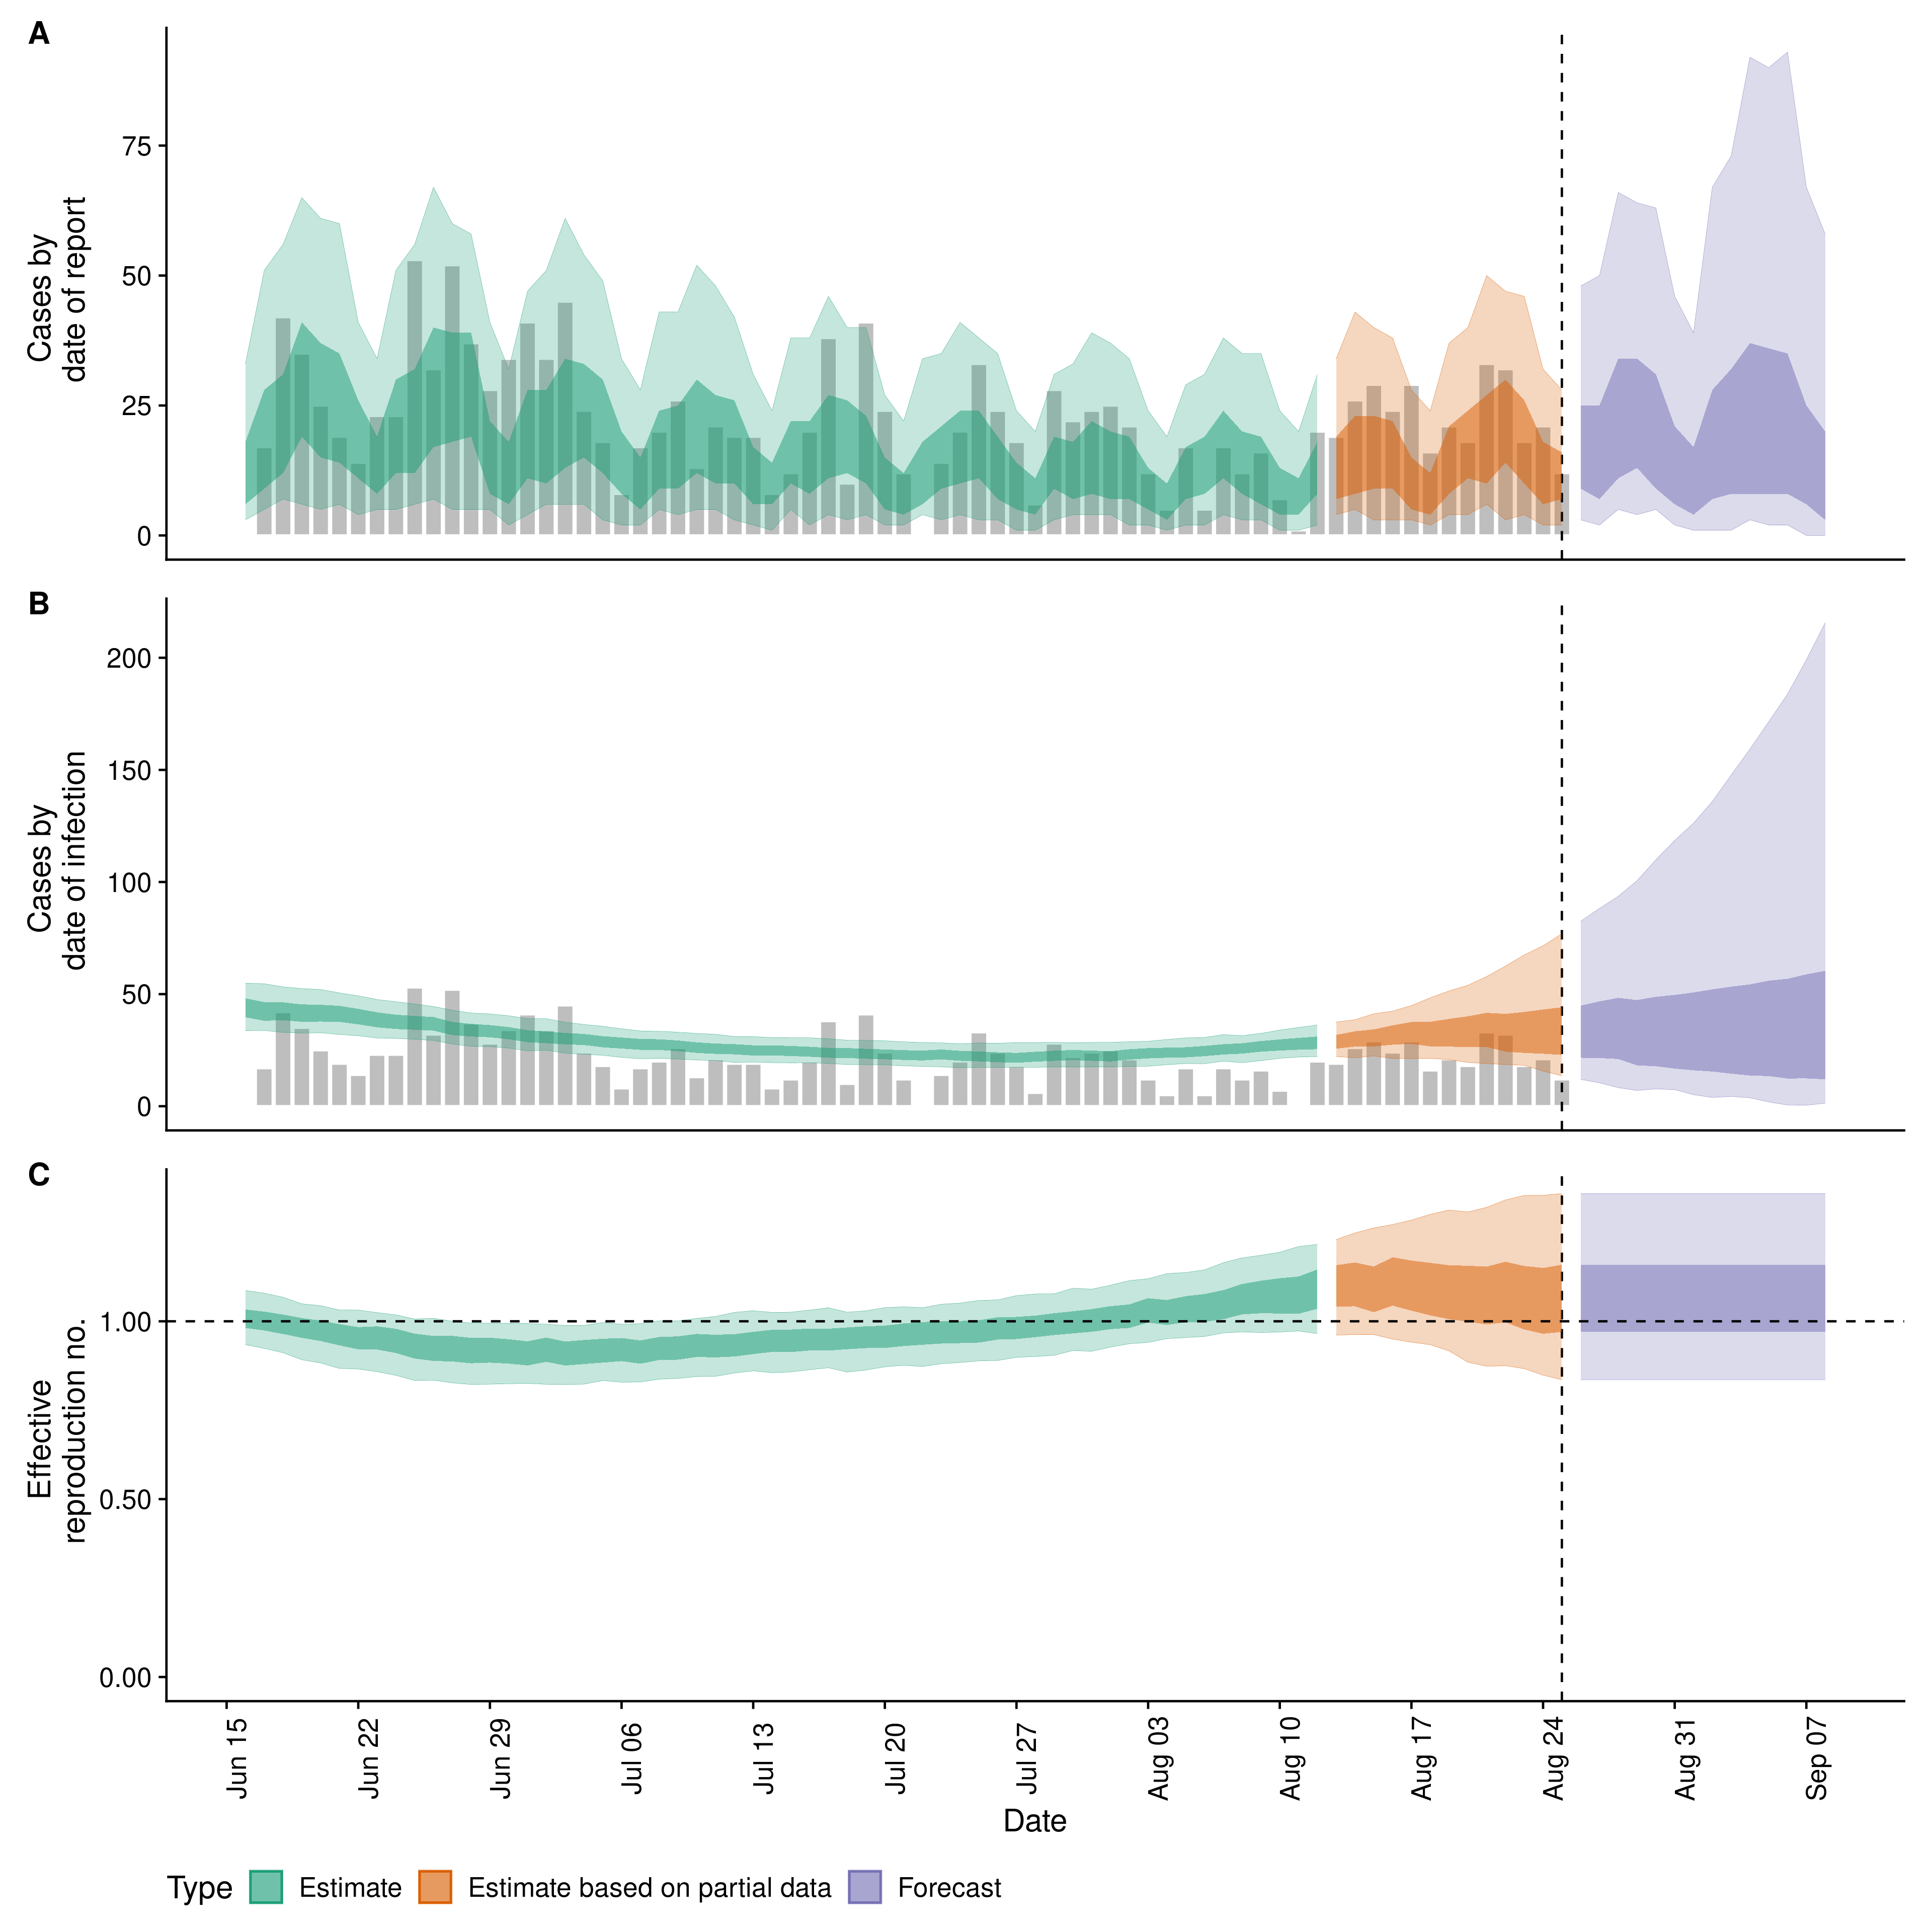 A
Cases by
date of report
75
50
25
0
B
Cases by
date of infection
200
150
100
50
0
C
Effective
reproduction no.
1.00
0.50
0.00
Jun 15
Jun 22
Jun 29
Jul 06
Jul 13
Jul 20
Jul 27
Aug 03
Aug 10
Aug 17
Aug 24
Aug 31
Sep 07
Date
Type Estimate Estimate based on partial data Forecast